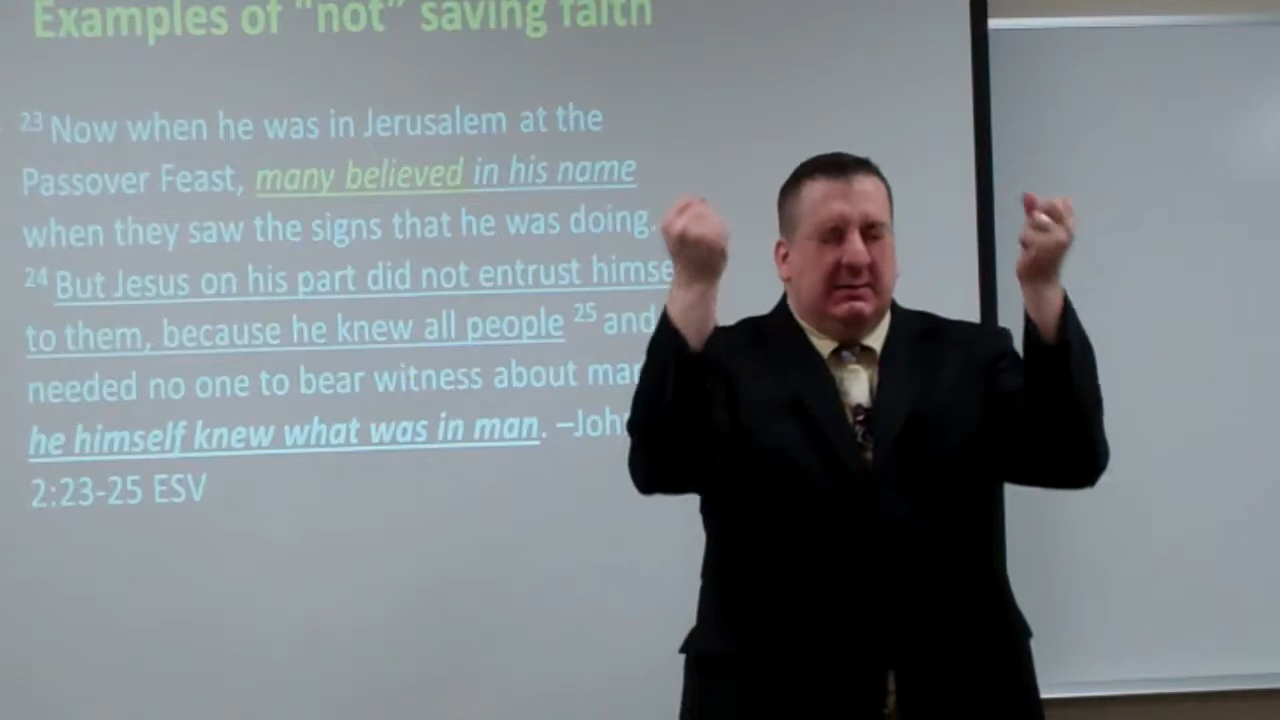 Examples of “not” saving faith
23 Now when he was in Jerusalem at the
Passover Feast, many believed in his name
when they saw the signs that he was doing.
24 But Jesus on his part did not entrust
to them, because he knew all people 25 and
needed no one to bear witness about
he himself knew what was in man. –
2:23-25 ESV